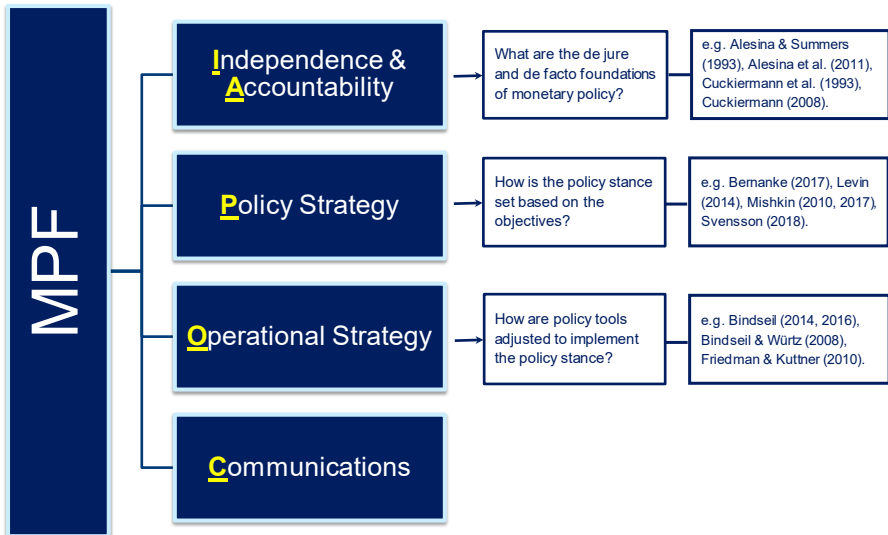 MPF
Independence &
Accountability
What are the de jure
and de facto foundations
of monetary policy?
e.g. Alesina & Summers
(1993), Alesina et al. (2011),
Cuckiermann et al. (1993),
Cuckiermann (2008).
Policy Strategy
How is the policy stance
set based on the
objectives?
e.g. Bernanke (2017), Levin
(2014), Mishkin (2010, 2017),
Svensson (2018).
Operational Strategy
How are policy tools
adjusted to implement
the policy stance?
e.g. Bindseil (2014, 2016),
Bindseil & Würtz (2008),
Friedman & Kuttner (2010).
Communications